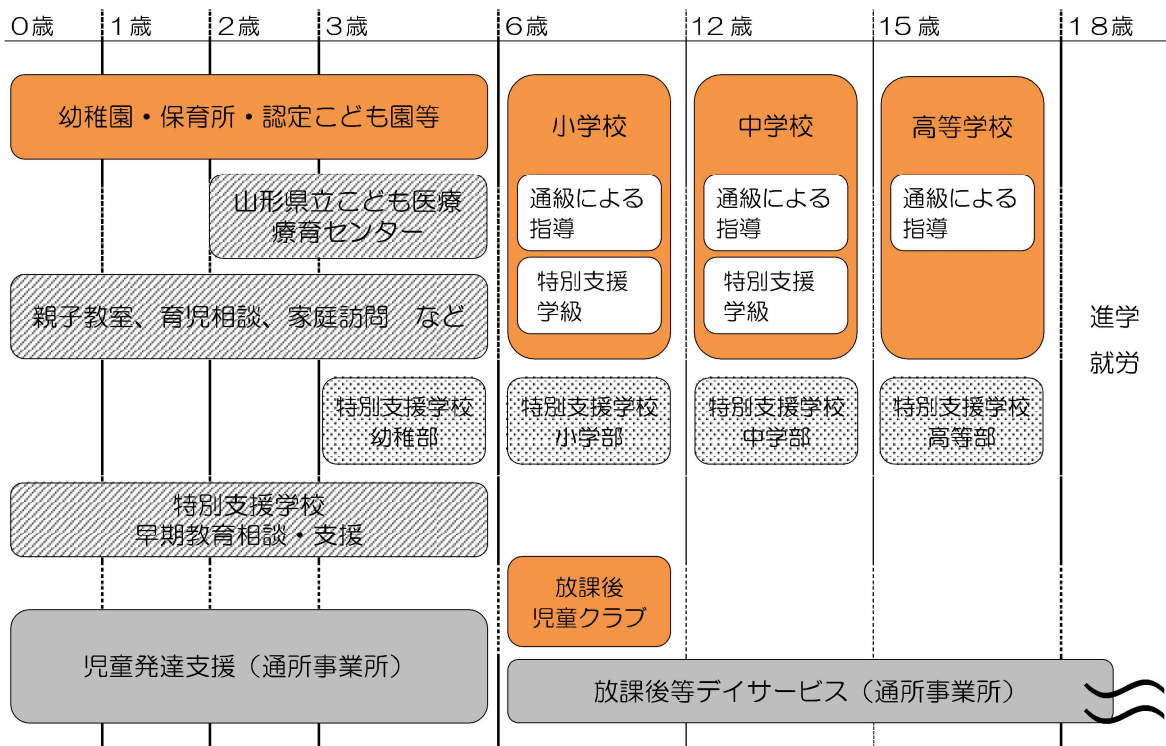 0歳
1歳
2歳
3歳
6歳
12歳
15歳
18歳
幼稚園・保育所・認定こども園等
山形県立こども医療
療育センター
親子教室、育児相談、家庭訪問　など
特別支援学校
幼稚部
特別支援学校
早期教育相談・支援
児童発達支援（通所事業所）
小学校
通級による
指導
特別支援
学級
特別支援学校
小学部
放課後
児童クラブ
中学校
通級による
指導
特別支援
学級
特別支援学校
中学部
高等学校
通級による
指導
特別支援学校
高等部
放課後等デイサービス（通所事業所）
進学
就労